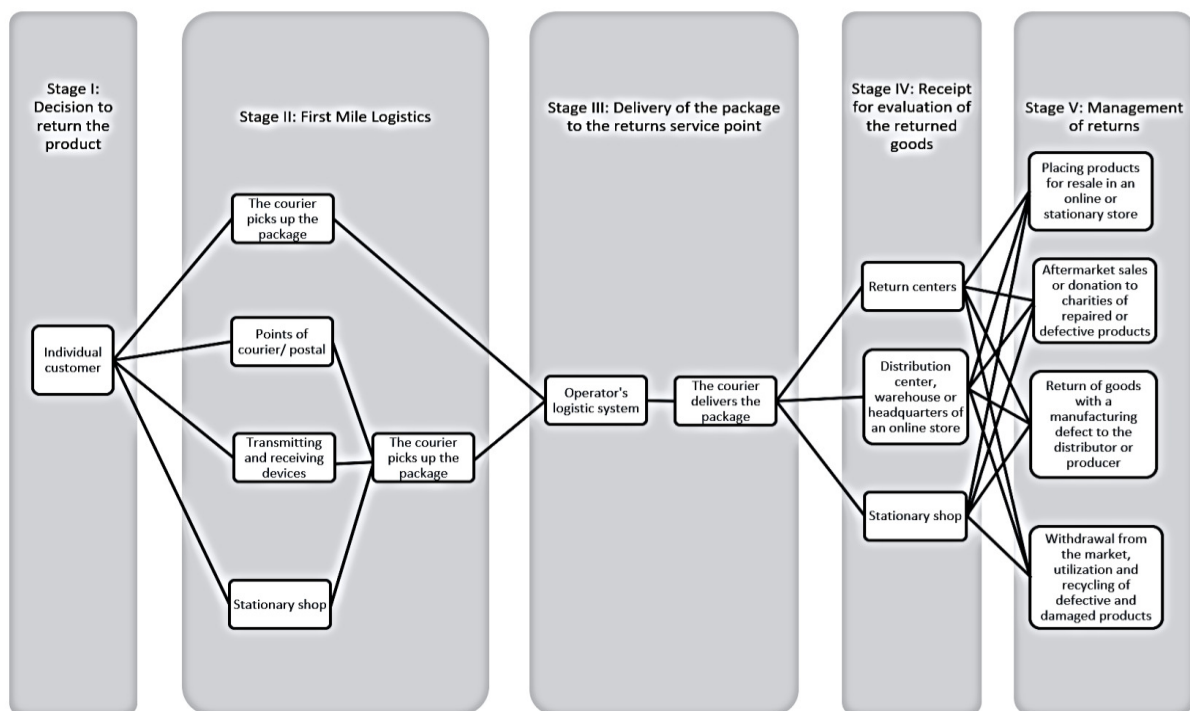 Stage I:
Decision to
return the
product
Stage II: First Mile Logistics
Stage III: Delivery of the package
to the returns service point
Stage IV: Receipt
for evaluation of
the returned
goods
Stage V: Management
of returns
Individual
customer
The courier
picks up the
package
Points of
courier/ postal
Transmitting
and receiving
devices
Stationary shop
The courier
picks up the
package
Operator's
logistic system
The courier
delivers the
package
Return centers
Distribution
center,
warehouse or
headquarters of
an online store
Stationary shop
Placing products
for resale in an
online or
stationary store
Aftermarket sales
or donation to
charities of
repaired or
defective products
Return of goods
with a
manufacturing
defect to the
distributor or
producer
Withdrawal from
the market,
utilization and
recycling of
defective and
damaged products